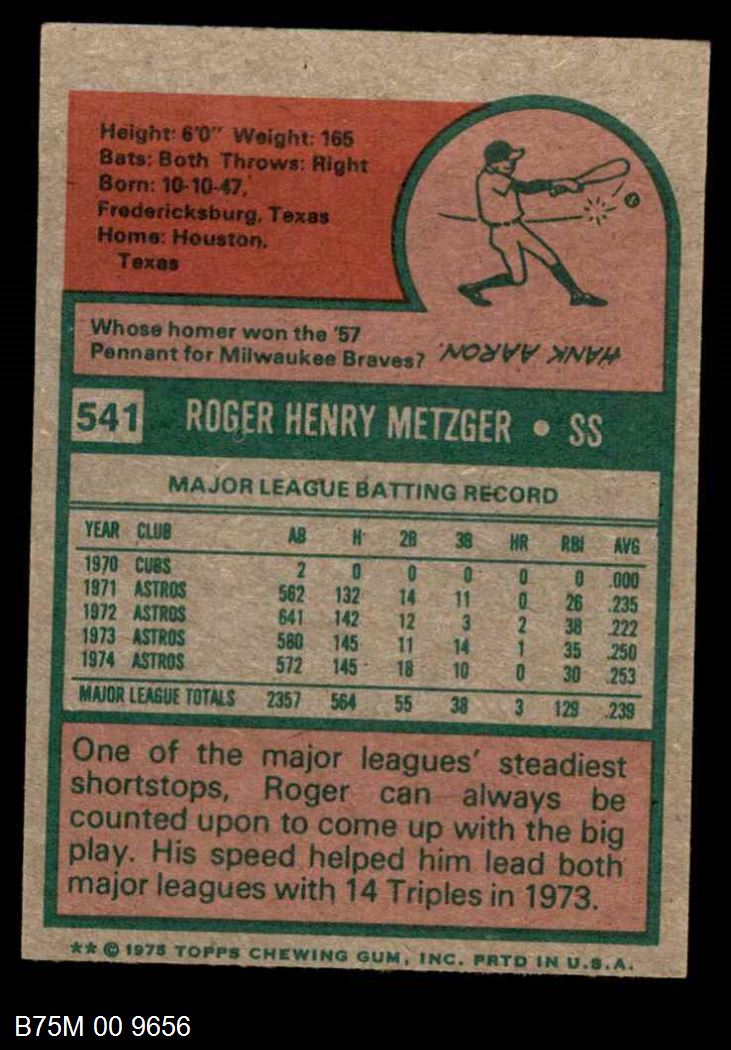 Height: 6'0" Weight: 165
Bats: Both Throws: Right
Born: 10-10-47,
Fredericksburg, Texas
Home: Houston,
Texas
Whose homer won the '57
Pennant for Milwaukee Braves?
HANK AARON.
541 ROGER HENRY METZGER • SS
MAJOR LEAGUE BATTING RECORD
YEAR CLUB AB H 2B 3B HR RBI AVG
1970 CUBS 2 0 0 0 0 0 .000
1971 ASTROS 562 132 14 11 0 26 .235
1972 ASTROS 641 142 12 3 2 38 .222
1973 ASTROS 580 145 11 14 1 35 .250
1974 ASTROS 572 145 18 10 0 30 .253
MAJOR LEAGUE TOTALS 2357 564 55 38 3 129 .239
One of the major leagues' steadiest
shortstops, Roger can always be
counted upon to come up with the big
play. His speed helped him lead both
major leagues with 14 Triples in 1973.
** © 1975 TOPPS CHEWING GUM, INC. PRTD IN U.S.A.
B75M 00 9656